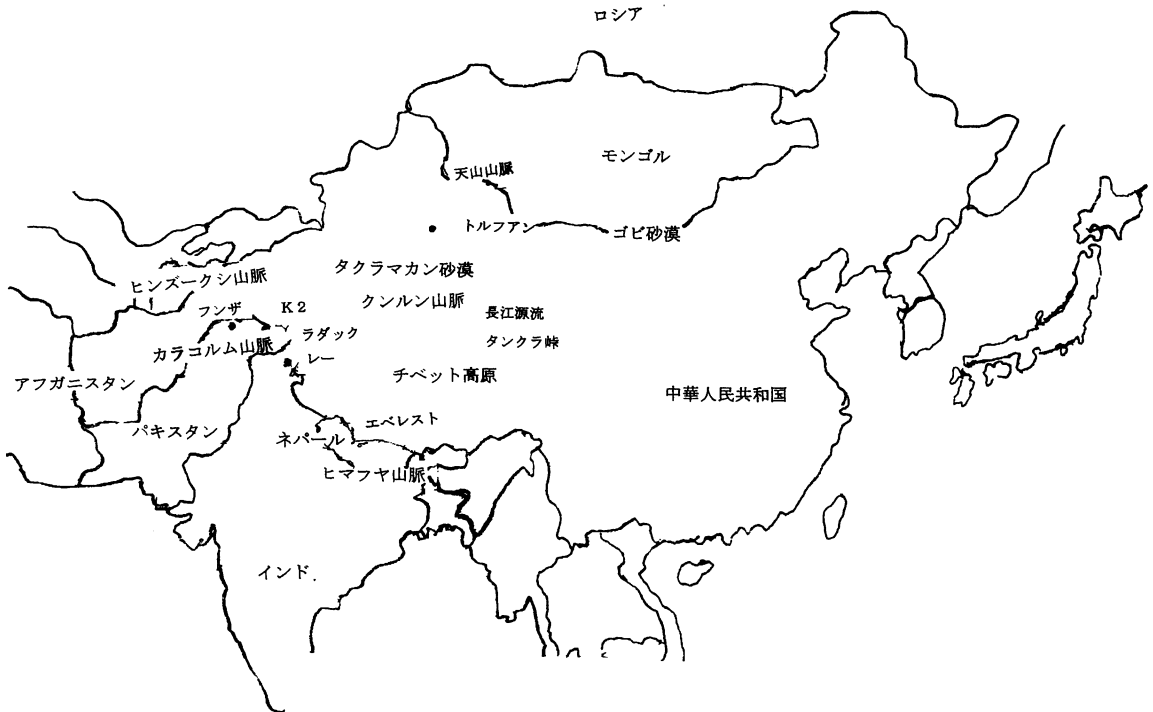 ロシア
モンゴル
天山山脈
トルファン
ゴビ砂漠
タクラマカン砂漠
ヒンズークシ山脈
クンルン山脈
フンザ
K2
長江源流
ラダック
タンクラ峠
カラコルム山脈
レー
チベット高原
アフガニスタン
中華人民共和国
エベレスト
パキスタン
ネパール
ヒマフヤ山脈
インド.